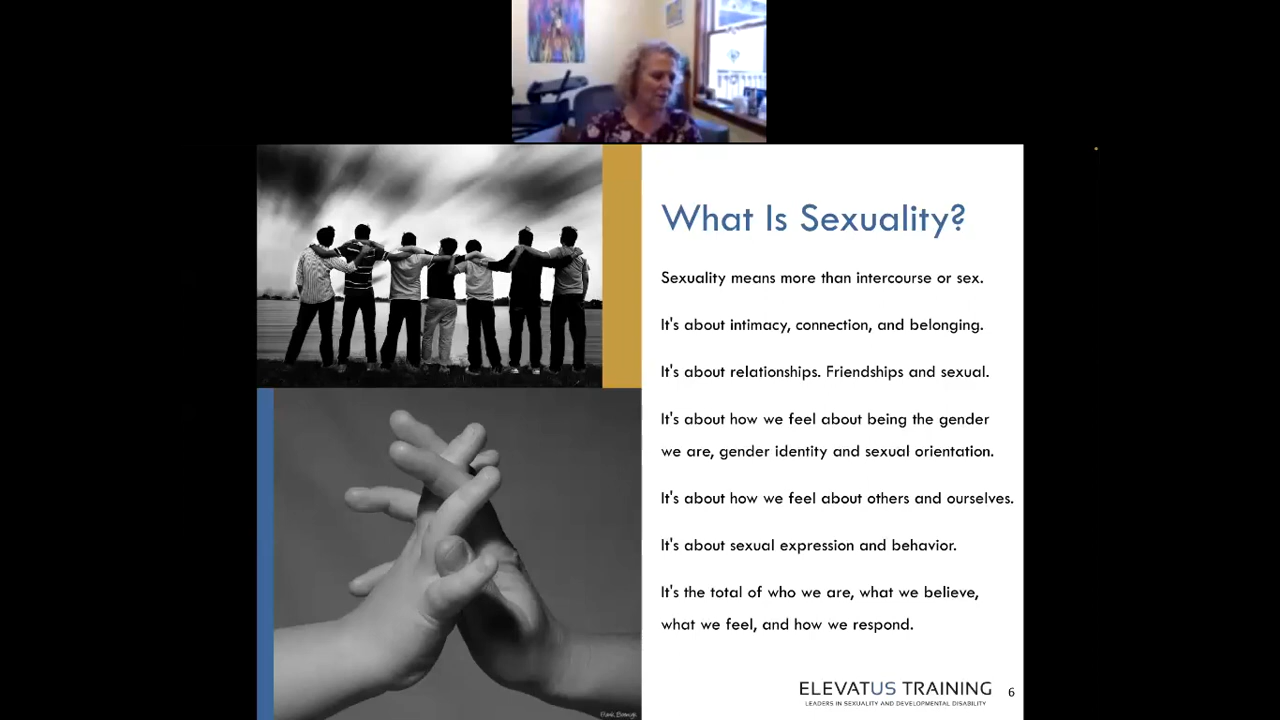 What Is Sexuality?
Sexuality means more than intercourse or sex.
It's about intimacy, connection, and belonging.
It's about relationships. Friendships and sexual.
It's about how we feel about being the gender
we are, gender identity and sexual orientation.
It's about how we feel about others and ourselves.
It's about sexual expression and behavior.
It's the total of who we are, what we believe,
what we feel, and how we respond.
ELEVATUS TRAINING
LEADERS IN SEXUALITY AND DEVELOPMENTAL DISABILITY
6